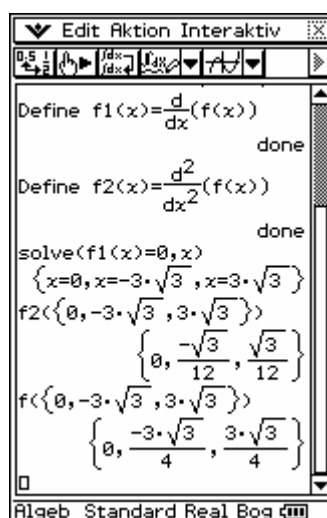 Edit Aktion Interaktiv
Define f1(x)=d/dx(f(x))
done
Define f2(x)=d²/dx²(f(x))
done
solve(f1(x)=0,x)
{x=0,x=-3·√3,x=3·√3}
f2({0,-3·√3,3·√3})
{0,-√3/12,√3/12}
f({0,-3·√3,3·√3})
{0,-3·√3/4,3·√3/4}
Algeb Standard Real Bog